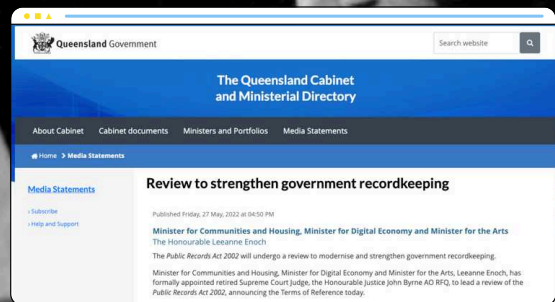 Queensland Government
Search website
The Queensland Cabinet
and Ministerial Directory
About Cabinet Cabinet documents Ministers and Portfolios Media Statements
Home > Media Statements
Media Statements
› Subscribe
› Help and Support
Review to strengthen government recordkeeping
Published Friday, 27 May, 2022 at 04:50 PM
Minister for Communities and Housing, Minister for Digital Economy and Minister for the Arts
The Honourable Leeanne Enoch
The Public Records Act 2002 will undergo a review to modernise and strengthen government recordkeeping.
Minister for Communities and Housing, Minister for Digital Economy and Minister for the Arts, Leeanne Enoch, has
formally appointed retired Supreme Court Judge, the Honourable Justice John Byrne AO RFQ, to lead a review of the
Public Records Act 2002, announcing the Terms of Reference today.